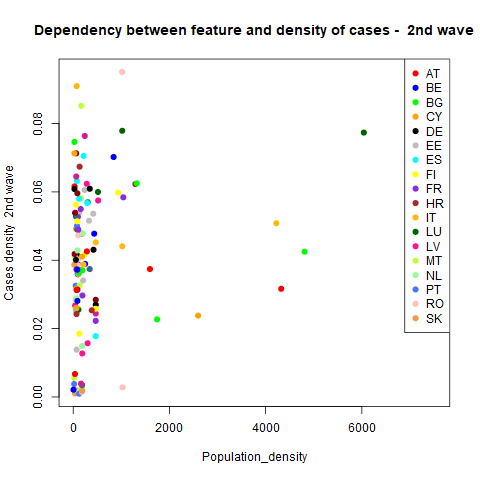 Dependency between feature and density of cases -  2nd wave
Cases density  2nd wave
0.00
0.02
0.04
0.06
0.08
0
2000
4000
6000
Population_density
AT
BE
BG
CY
DE
EE
ES
FI
FR
HR
IT
LU
LV
MT
NL
PT
RO
SK